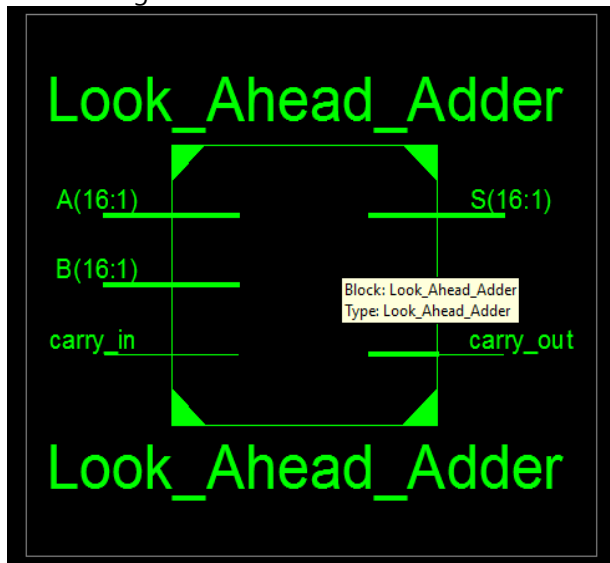 Look_Ahead_Adder
A(16:1)
S(16:1)
B(16:1)
Block: Look_Ahead_Adder
Type: Look_Ahead_Adder
carry_in
carry_out
Look_Ahead_Adder